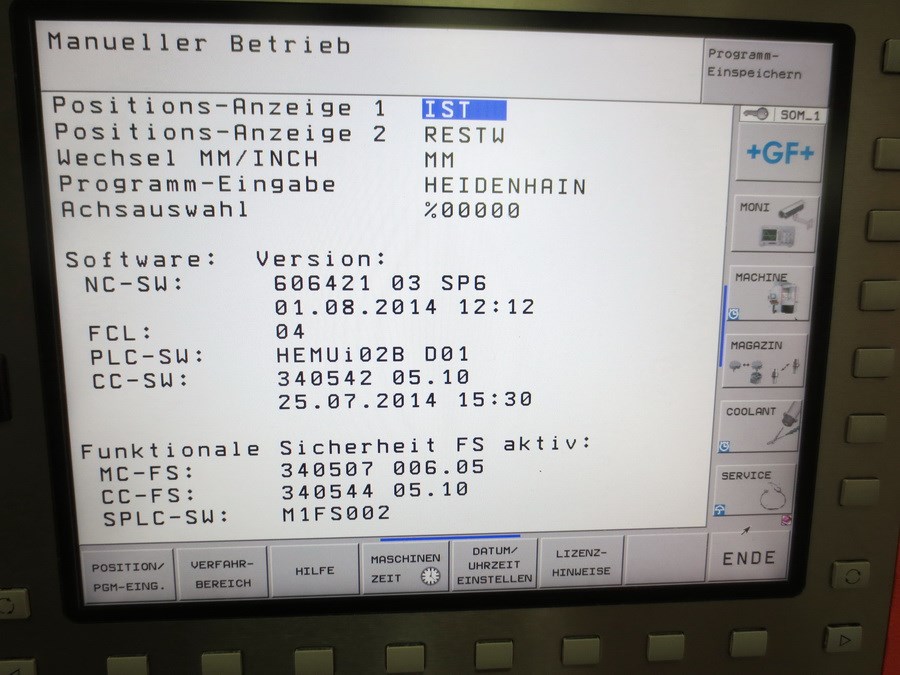 Manueller Betrieb
Programm-
Einspeichern
Positions-Anzeige 1 IST
Positions-Anzeige 2 RESTW
Wechsel MM/INCH MM
Programm-Eingabe HEIDENHAIN
Achsauswahl %00000
Software: Version:
NC-SW: 606421 03 SP6
01.08.2014 12:12
FCL: 04
PLC-SW: HEMUi02B D01
CC-SW: 340542 05.10
25.07.2014 15:30
Funktionale Sicherheit FS aktiv:
MC-FS: 340507 006.05
CC-FS: 340544 05.10
SPLC-SW: M1FS002
SOM_1
+GF+
MONI
MACHINE
MAGAZIN
COOLANT
SERVICE
POSITION/
PGM-EING.
VERFAHR-
BEREICH
HILFE
MASCHINEN
ZEIT
DATUM/
UHRZEIT
EINSTELLEN
LIZENZ-
HINWEISE
ENDE